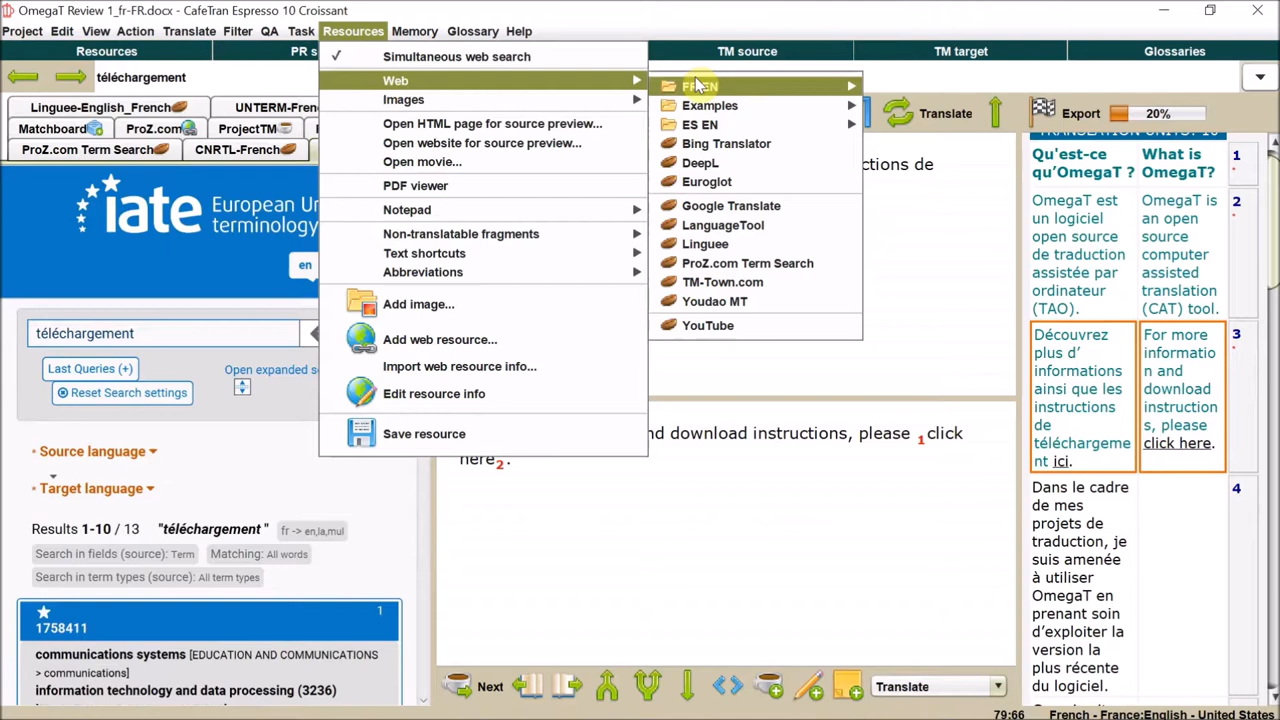 OmegaT Review 1_fr-FR.docx - CafeTran Espresso 10 Croissant
Project Edit View Action Translate Filter QA Task Resources Memory Glossary Help
Resources
PR s
TM source
TM target
Glossaries
téléchargement
Linguee-English_French
UNTERM-French
Matchboard
ProZ.com
ProjectTM
ProZ.com Term Search
CNRTL-French
iate
European Un
terminology
en
téléchargement
Last Queries (+)
Open expanded s
Reset Search settings
Source language
Target language
Results 1-10 / 13 "téléchargement " fr -> en,la,mul
Search in fields (source): Term
Matching: All words
Search in term types (source): All term types
1
1758411
communications systems [EDUCATION AND COMMUNICATIONS
> communications]
information technology and data processing (3236)
Simultaneous web search
Web
Images
Open HTML page for source preview...
Open website for source preview...
Open movie...
PDF viewer
Notepad
Non-translatable fragments
Text shortcuts
Abbreviations
Add image...
Add web resource...
Import web resource info...
Edit resource info
Save resource
FR EN
Examples
ES EN
Bing Translator
DeepL
Euroglot
Google Translate
LanguageTool
Linguee
ProZ.com Term Search
TM-Town.com
Youdao MT
YouTube
Translate
Export
20%
ctions de
nd download instructions, please 1click
here2.
Next
Translate
TRANSLATION UNITS: 10
Qu'est-ce
qu'OmegaT ?
What is
OmegaT?
1
OmegaT est
un logiciel
open source
de traduction
assistée par
ordinateur
(TAO).
OmegaT is
an open
source
computer
assisted
translation
(CAT) tool.
2
Découvrez
plus d'
informations
ainsi que les
instructions
de
téléchargeme
nt ici.
For more
informatio
n and
download
instruction
s, please
click here.
3
Dans le cadre
de mes
projets de
traduction, je
suis amenée
à utiliser
OmegaT en
prenant soin
d'exploiter la
version la
plus récente
du logiciel.
4
79:66
French - France:English - United States